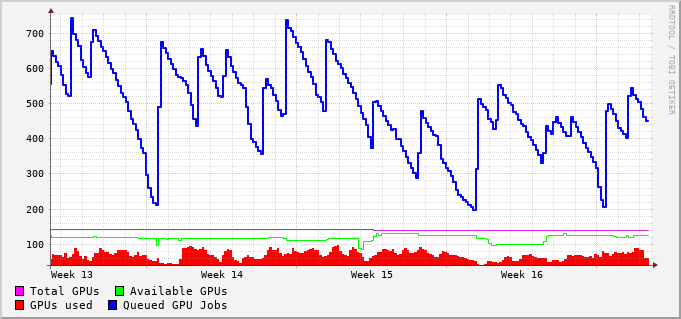 RRDTOOL / TOBI OETIKER
700
600
500
400
300
200
100
Week 13 Week 14 Week 15 Week 16
Total GPUs Available GPUs
GPUs used Queued GPU Jobs